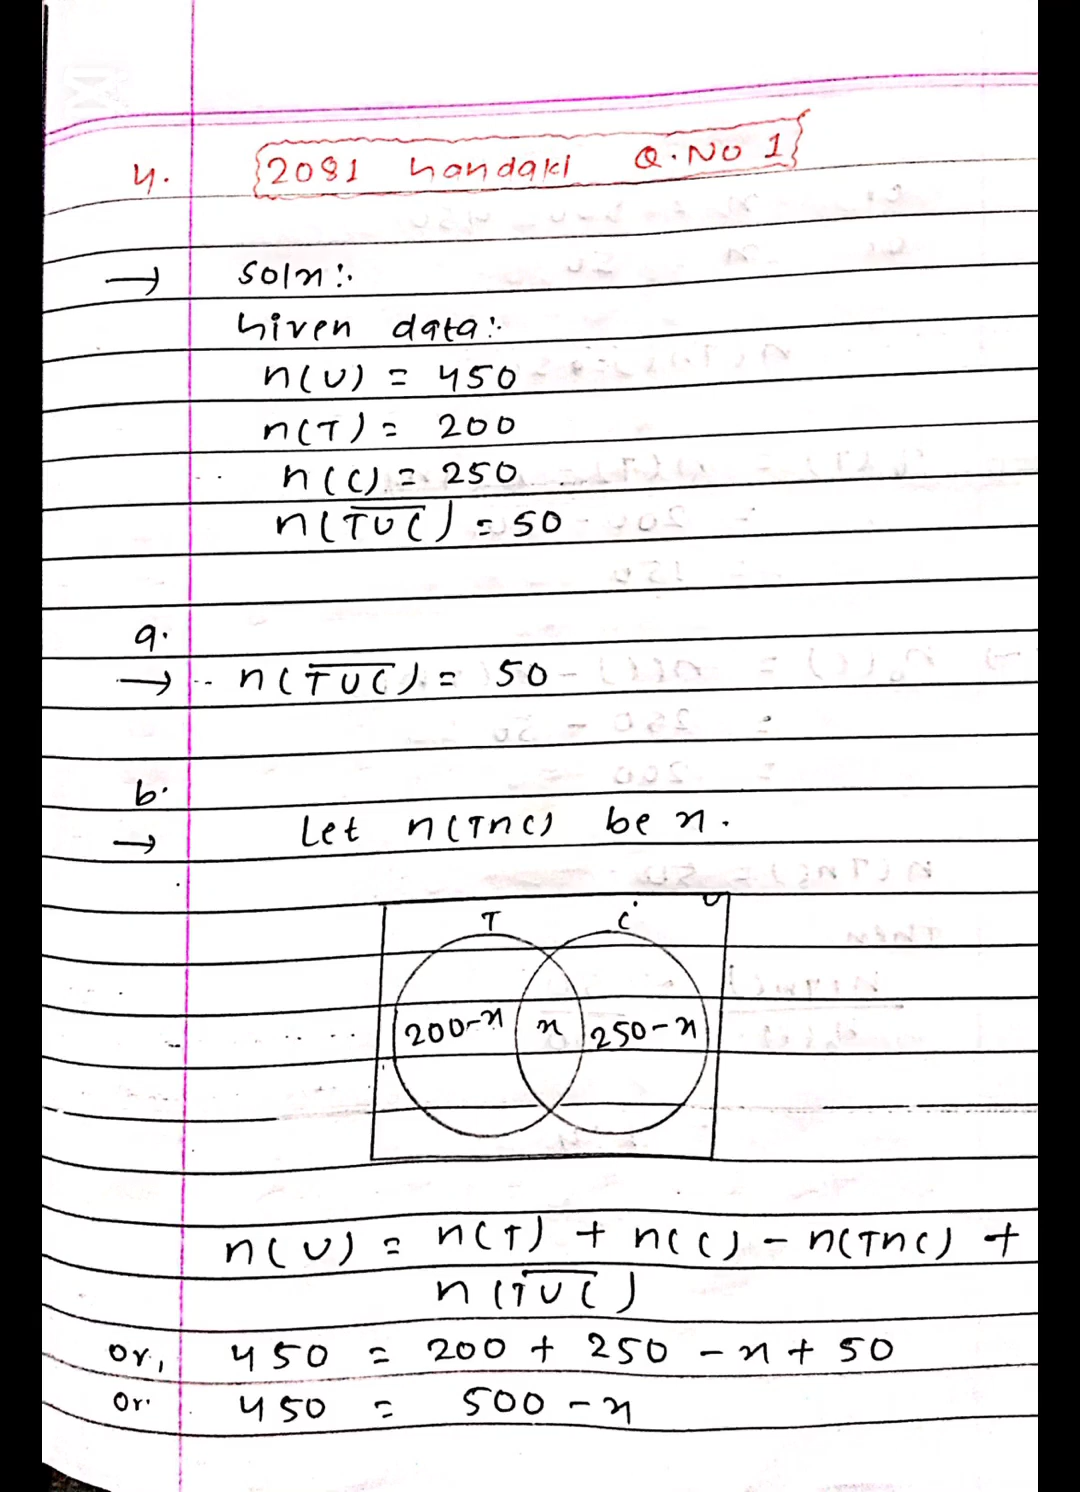 4. 2081 Gandaki Q.NO 1
→ Soln:.
Given data:.
n(U) = 450
n(T) = 200
n(C) = 250
n(T̅U̅C̅) = 50
a.
→ n(T̅U̅C̅) = 50
b.
→ Let n(T∩C) be x.
T C U
200-x x 250-x
n(U) = n(T) + n(C) - n(T∩C) +
n(T̅U̅C̅)
or, 450 = 200 + 250 - x + 50
or. 450 = 500 - x